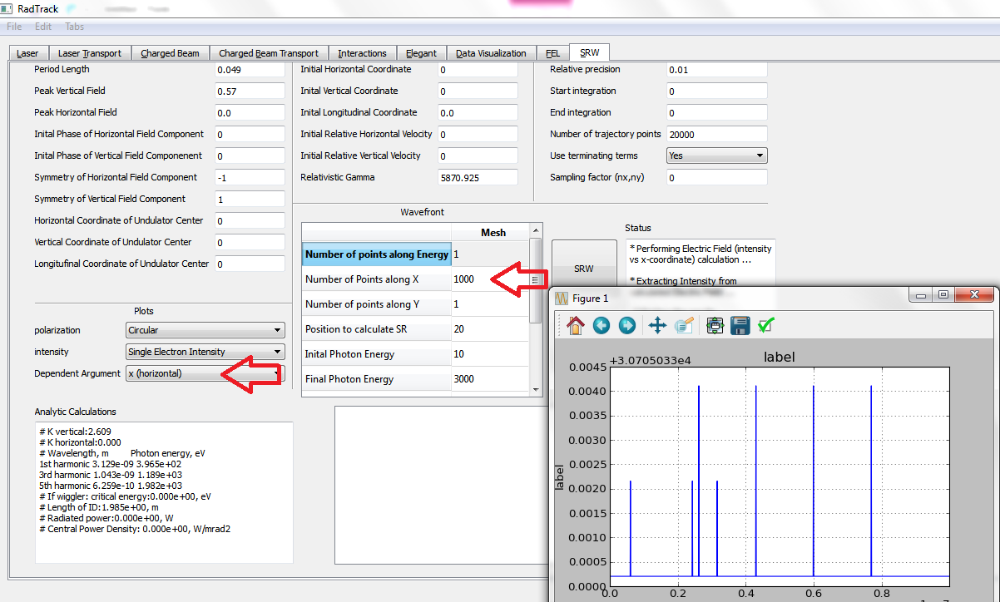 RadTrack
File Edit Tabs
Laser Laser Transport Charged Beam Charged Beam Transport Interactions Elegant Data Visualization FEL SRW
Period Length 0.049 Initial Horizontal Coordinate 0 Relative precision 0.01
Peak Vertical Field 0.57 Inital Vertical Coordinate 0 Start integration 0
Peak Horizontal Field 0.0 Inital Longitudinal Coordinate 0.0 End integration 0
Inital Phase of Horizontal Field Component 0 Initial Relative Horizontal Velocity 0 Number of trajectory points 20000
Inital Phase of Vertical Field Componenent 0 Initial Relative Vertical Velocity 0 Use terminating terms Yes
Symmetry of Horizontal Field Component -1 Relativistic Gamma 5870.925 Sampling factor (nx,ny) 0
Symmetry of Vertical Field Component 1
Horizontal Coordinate of Undulator Center 0
Vertical Coordinate of Undulator Center 0
Longitufinal Coordinate of Undulator Center 0
Wavefront
Mesh
Number of points along Energy 1
Number of Points along X 1000
Number of points along Y 1
Position to calculate SR 20
Inital Photon Energy 10
Final Photon Energy 3000
SRW
Status
* Performing Electric Field (intensity
vs x-coordinate) calculation ...
* Extracting Intensity from
Plots
polarization Circular
intensity Single Electron Intensity
Dependent Argument x (horizontal)
Analytic Calculations
# K vertical:2.609
# K horizontal:0.000
# Wavelength, m Photon energy, eV
1st harmonic 3.129e-09 3.965e+02
3rd harmonic 1.043e-09 1.189e+03
5th harmonic 6.259e-10 1.982e+03
# If wiggler: critical energy:0.000e+00, eV
# Length of ID:1.985e+00, m
# Radiated power:0.000e+00, W
# Central Power Density: 0.000e+00, W/mrad2
Figure 1
+3.0705033e4 label
0.0045
0.0040
0.0035
0.0030
0.0025
label
0.0020
0.0015
0.0010
0.0005
0.0000
0.0 0.2 0.4 0.6 0.8